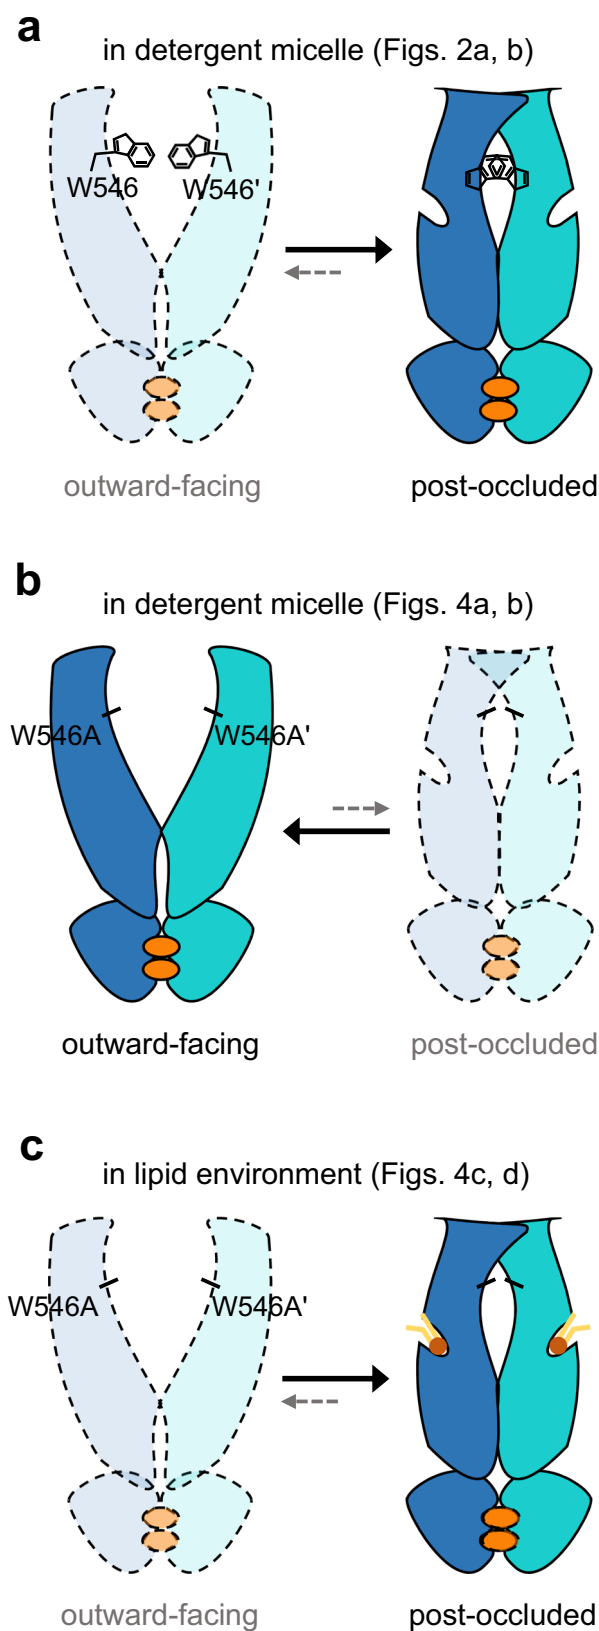 a
in detergent micelle (Figs. 2a, b)
W546 W546'
outward-facing post-occluded
b
in detergent micelle (Figs. 4a, b)
W546A W546A'
outward-facing post-occluded
c
in lipid environment (Figs. 4c, d)
W546A W546A'
outward-facing post-occluded